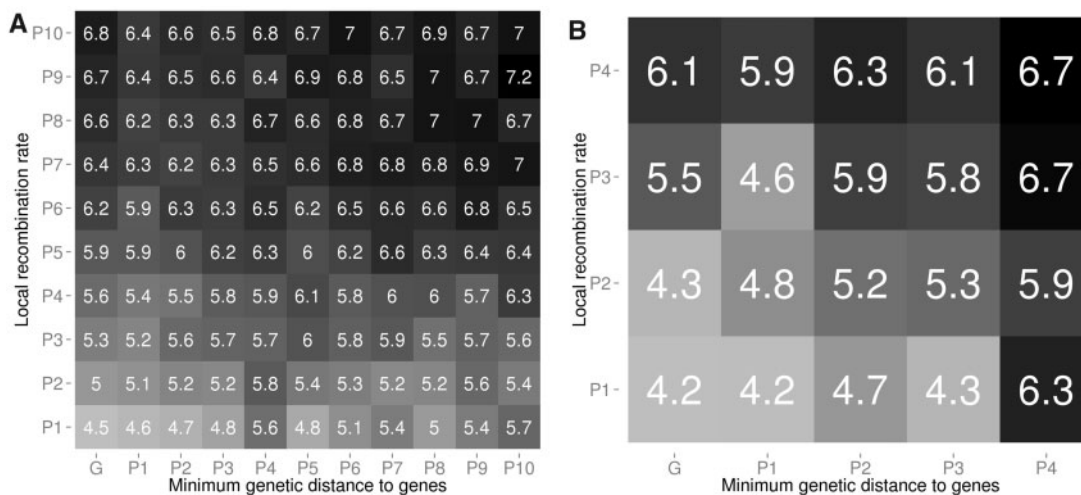 A
Local recombination rate
P10 6.8 6.4 6.6 6.5 6.8 6.7 7 6.7 6.9 6.7 7
P9 6.7 6.4 6.5 6.6 6.4 6.9 6.8 6.5 7 6.7 7.2
P8 6.6 6.2 6.3 6.3 6.7 6.6 6.8 6.7 7 7 6.7
P7 6.4 6.3 6.2 6.3 6.5 6.6 6.8 6.8 6.8 6.9 7
P6 6.2 5.9 6.3 6.3 6.5 6.2 6.5 6.6 6.6 6.8 6.5
P5 5.9 5.9 6 6.2 6.3 6 6.2 6.6 6.3 6.4 6.4
P4 5.6 5.4 5.5 5.8 5.9 6.1 5.8 6 6 5.7 6.3
P3 5.3 5.2 5.6 5.7 5.7 6 5.8 5.9 5.5 5.7 5.6
P2 5 5.1 5.2 5.2 5.8 5.4 5.3 5.2 5.2 5.6 5.4
P1 4.5 4.6 4.7 4.8 5.6 4.8 5.1 5.4 5 5.4 5.7
G P1 P2 P3 P4 P5 P6 P7 P8 P9 P10
Minimum genetic distance to genes
B
Local recombination rate
P4 6.1 5.9 6.3 6.1 6.7
P3 5.5 4.6 5.9 5.8 6.7
P2 4.3 4.8 5.2 5.3 5.9
P1 4.2 4.2 4.7 4.3 6.3
G P1 P2 P3 P4
Minimum genetic distance to genes